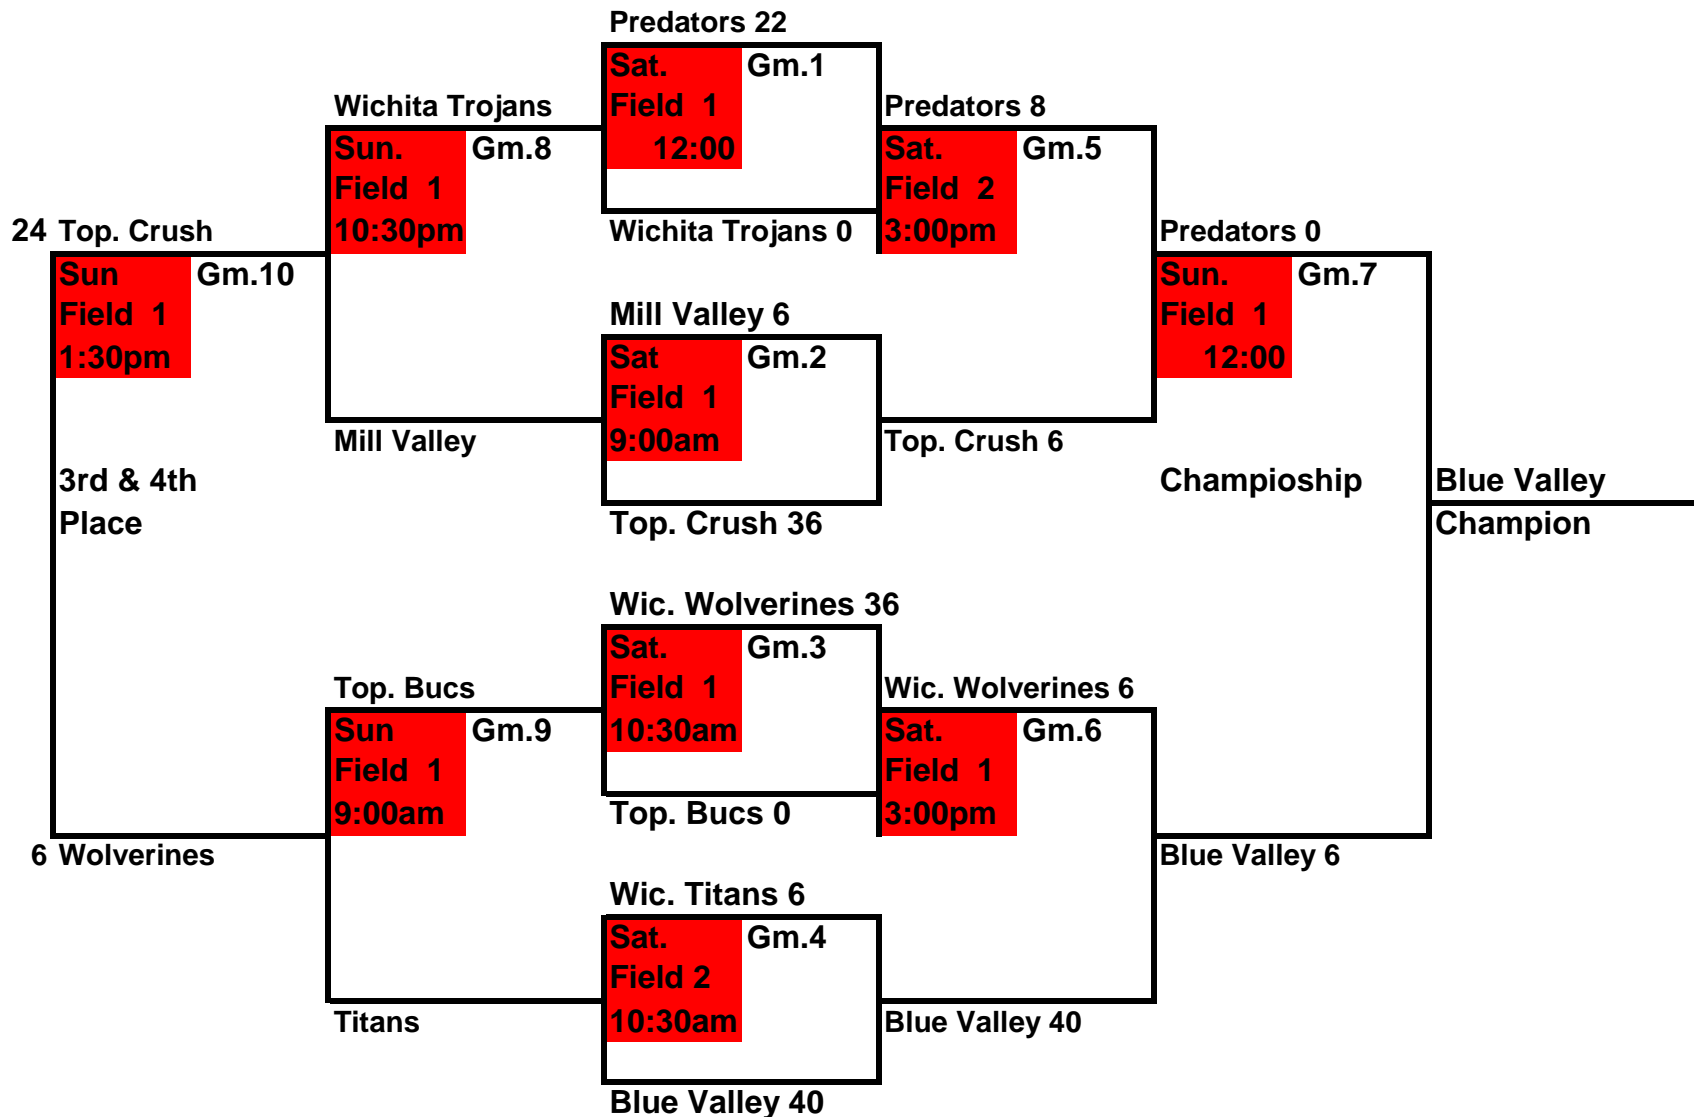 Predators 22
Sat. Gm.1
Wichita Trojans Field 1 Predators 8
Sun. Gm.8 12:00 Sat. Gm.5
Field 1 Field 2
24 Top. Crush 10:30pm Wichita Trojans 0 3:00pm Predators 0
Sun Gm.10 Sun. Gm.7
Field 1 Mill Valley 6 Field 1
1:30pm Sat Gm.2 12:00
Field 1
Mill Valley 9:00am Top. Crush 6
3rd & 4th Champioship Blue Valley
Place Top. Crush 36 Champion
Wic. Wolverines 36
Sat. Gm.3
Top. Bucs Field 1 Wic. Wolverines 6
Sun Gm.9 10:30am Sat. Gm.6
Field 1 Field 1
9:00am Top. Bucs 0 3:00pm
6 Wolverines Blue Valley 6
Wic. Titans 6
Sat. Gm.4
Field 2
Titans 10:30am Blue Valley 40
Blue Valley 40